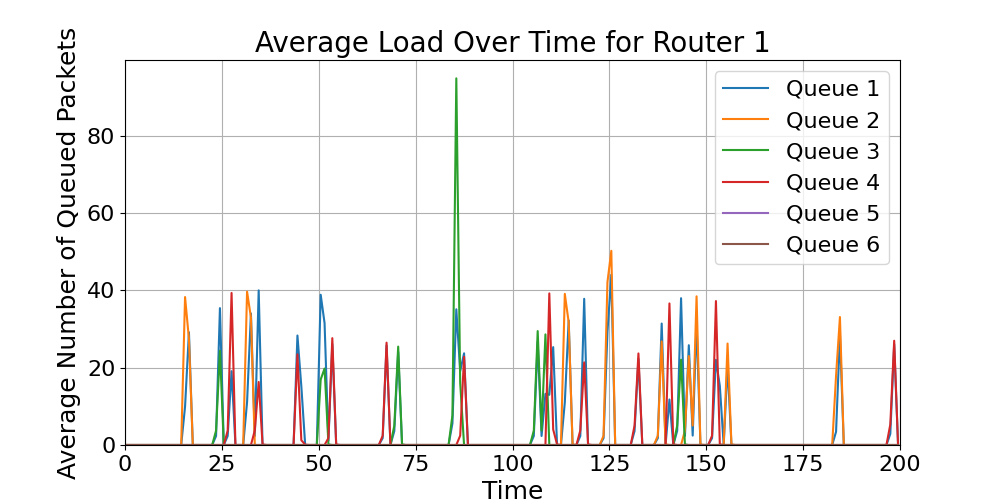 Average Load Over Time for Router 1
Average Number of Queued Packets
80
60
40
20
0
0 25 50 75 100 125 150 175 200
Time
Queue 1
Queue 2
Queue 3
Queue 4
Queue 5
Queue 6